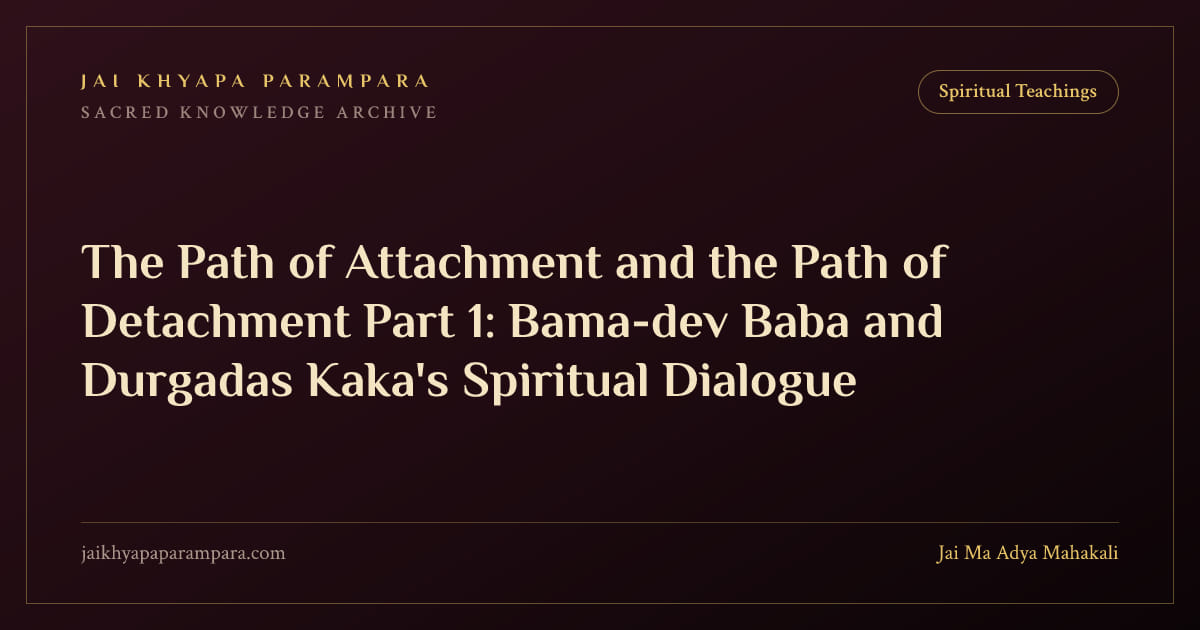 JAI KHYAPA PARAMPARA
SACRED KNOWLEDGE ARCHIVE
Spiritual Teachings
The Path of Attachment and the Path of
Detachment Part 1: Bama-dev Baba and
Durgadas Kaka's Spiritual Dialogue
jaikhyapaparampara.com
Jai Ma Adya Mahakali